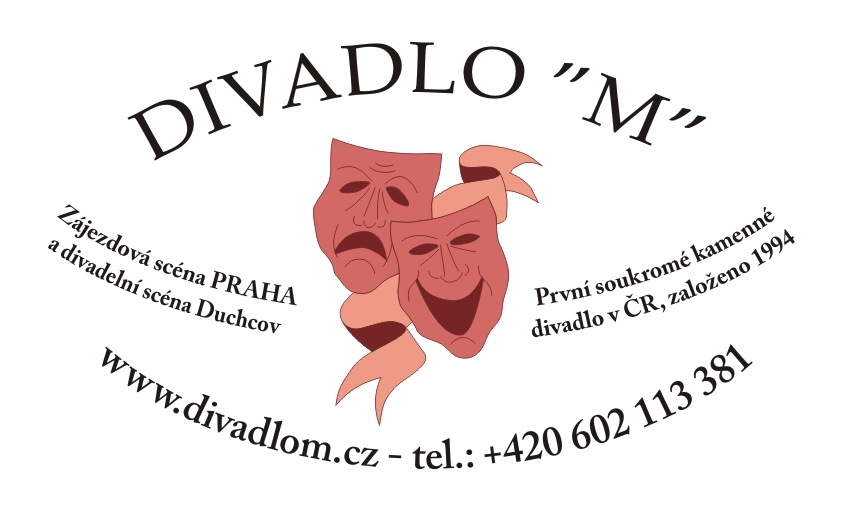 DIVADLO "M"
Zájezdová scéna PRAHA
a divadelní scéna Duchcov
První soukromé kamenné
divadlo v ČR, založeno 1994
www.divadlom.cz - tel.: +420 602 113 381